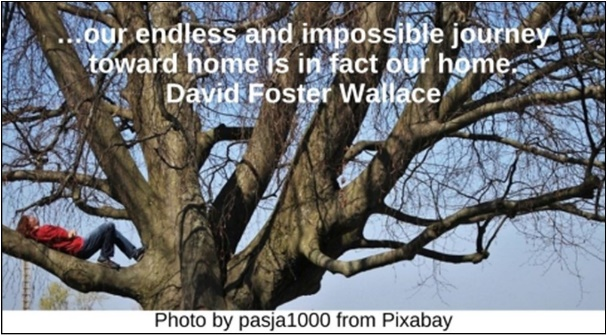 …our endless and impossible journey
toward home is in fact our home.
David Foster Wallace
Photo by pasja1000 from Pixabay